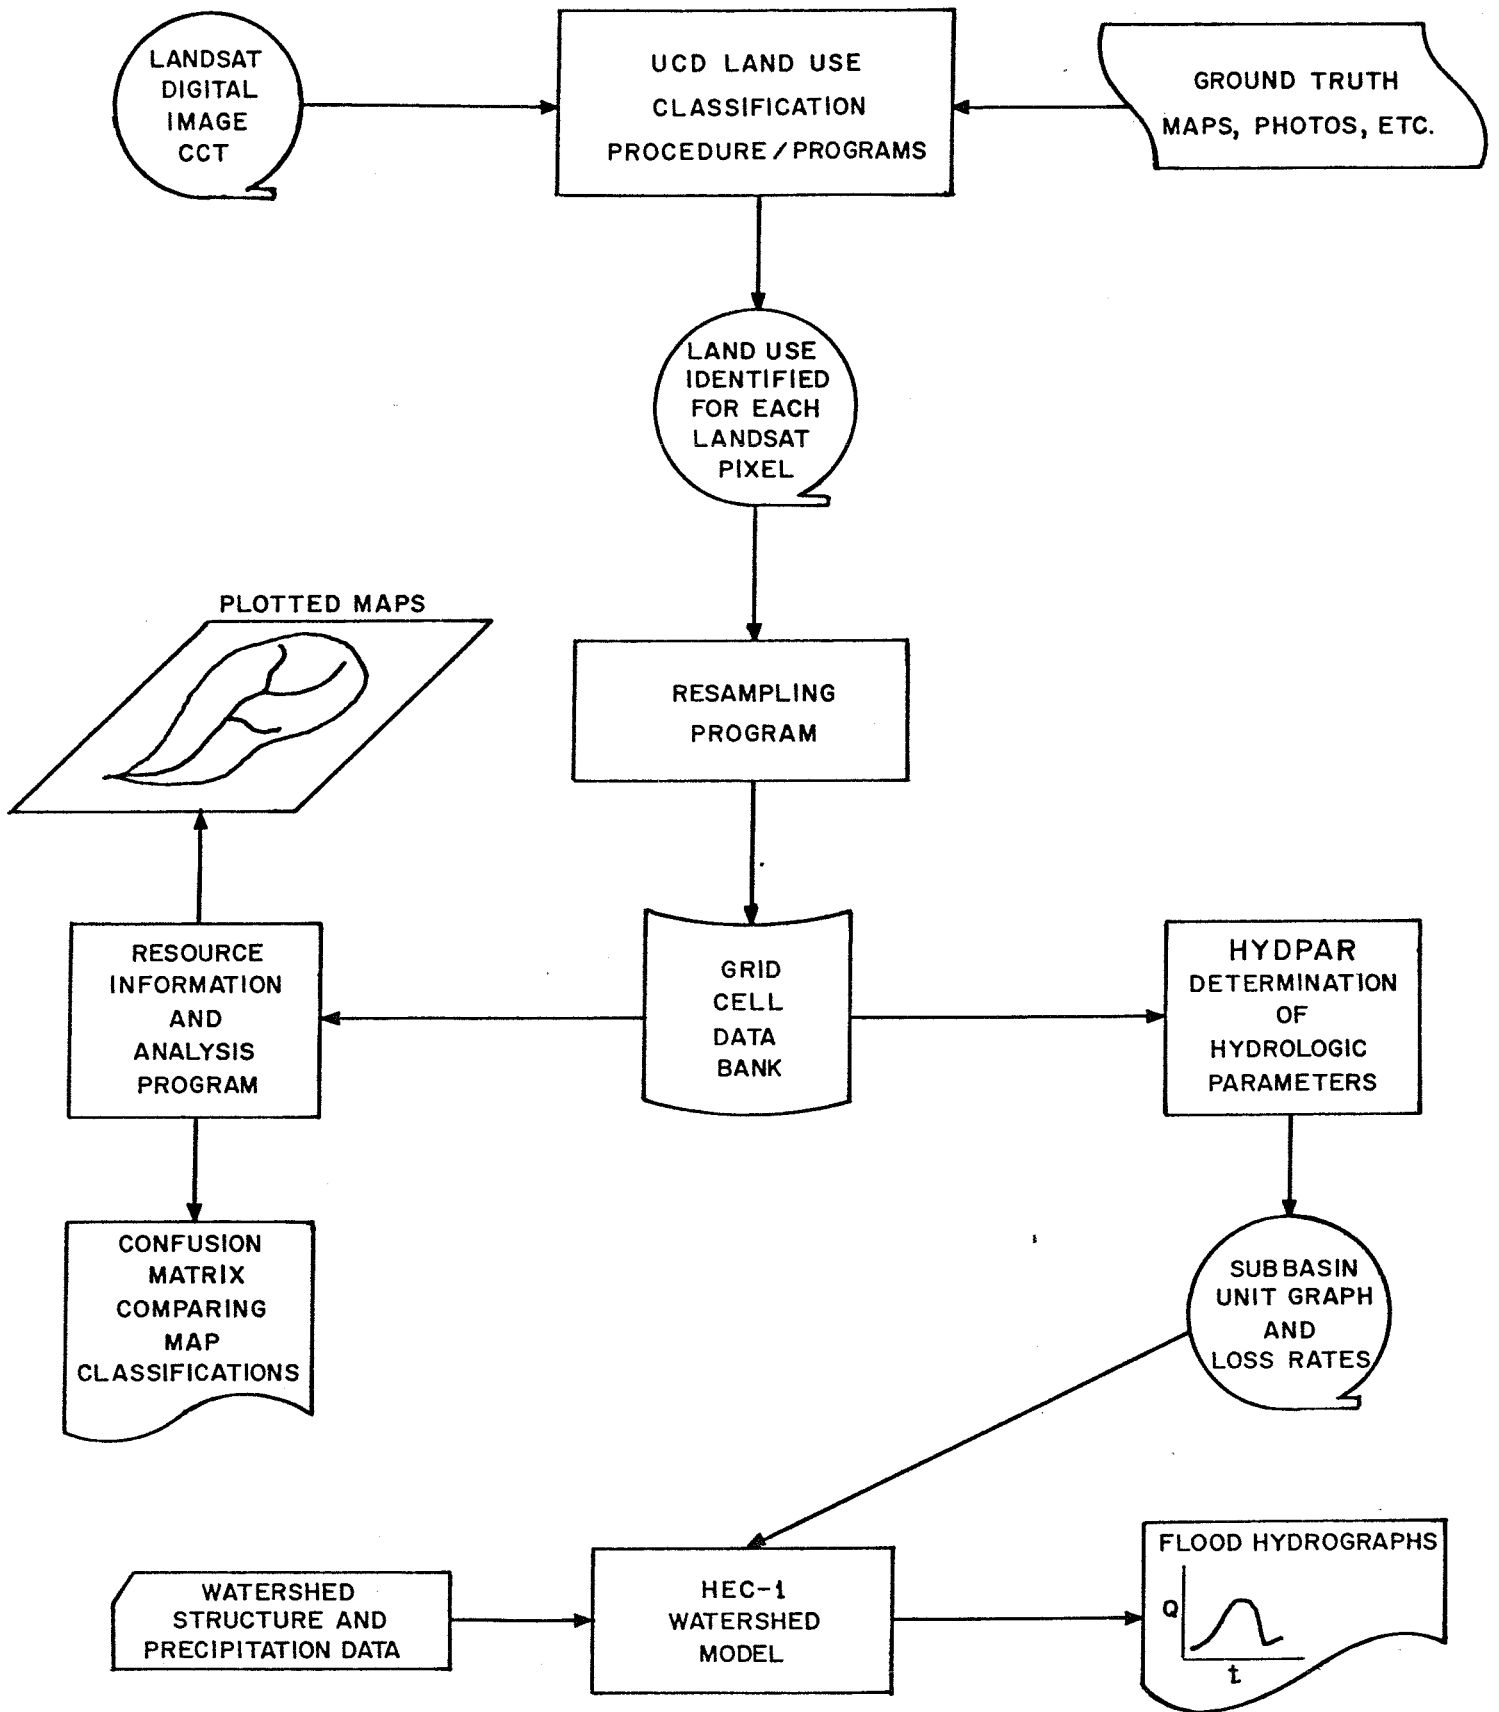 LANDSAT
DIGITAL
IMAGE
CCT
UCD LAND USE
CLASSIFICATION
PROCEDURE/PROGRAMS
GROUND TRUTH
MAPS, PHOTOS, ETC.
LAND USE
IDENTIFIED
FOR EACH
LANDSAT
PIXEL
PLOTTED MAPS
RESAMPLING
PROGRAM
RESOURCE
INFORMATION
AND
ANALYSIS
PROGRAM
GRID
CELL
DATA
BANK
HYDPAR
DETERMINATION
OF
HYDROLOGIC
PARAMETERS
CONFUSION
MATRIX
COMPARING
MAP
CLASSIFICATIONS
SUBBASIN
UNIT GRAPH
AND
LOSS RATES
WATERSHED
STRUCTURE AND
PRECIPITATION DATA
HEC-1
WATERSHED
MODEL
FLOOD HYDROGRAPHS
Q
t